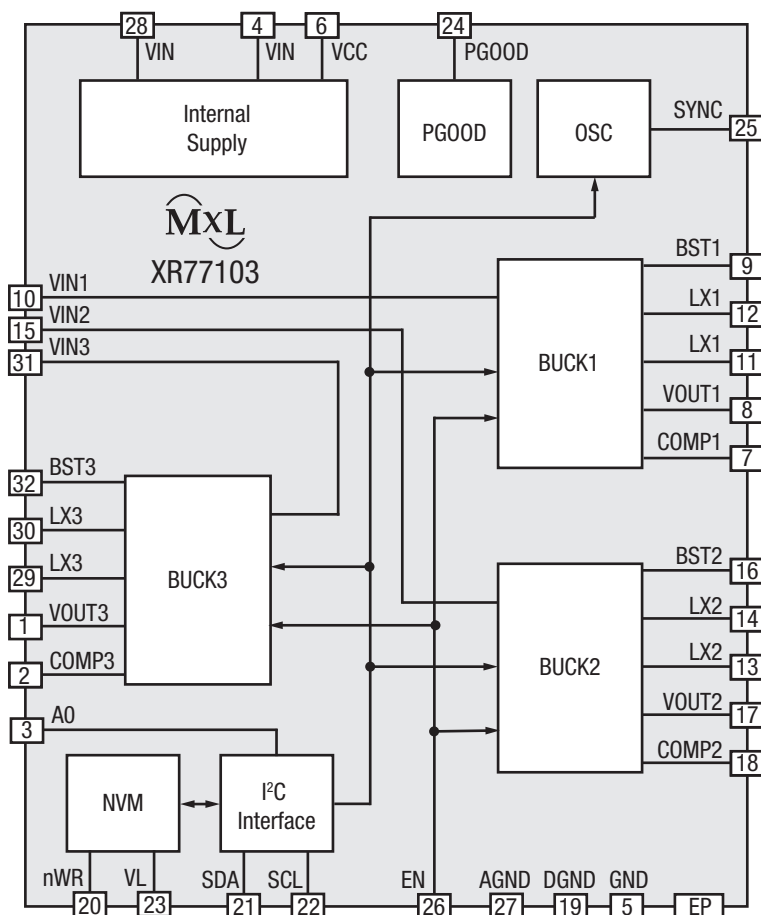 28 4 6 24
VIN VIN VCC PGOOD
Internal
Supply
PGOOD
OSC
SYNC
25
MxL
XR77103
10 VIN1
15 VIN2
31 VIN3
BUCK1
BST1 9
LX1 12
LX1 11
VOUT1 8
COMP1 7
32 BST3
30 LX3
29 LX3
1 VOUT3
2 COMP3
BUCK3
BUCK2
BST2 16
LX2 14
LX2 13
VOUT2 17
COMP2 18
3 A0
NVM
I²C
Interface
nWR VL SDA SCL EN AGND DGND GND
20 23 21 22 26 27 19 5 EP